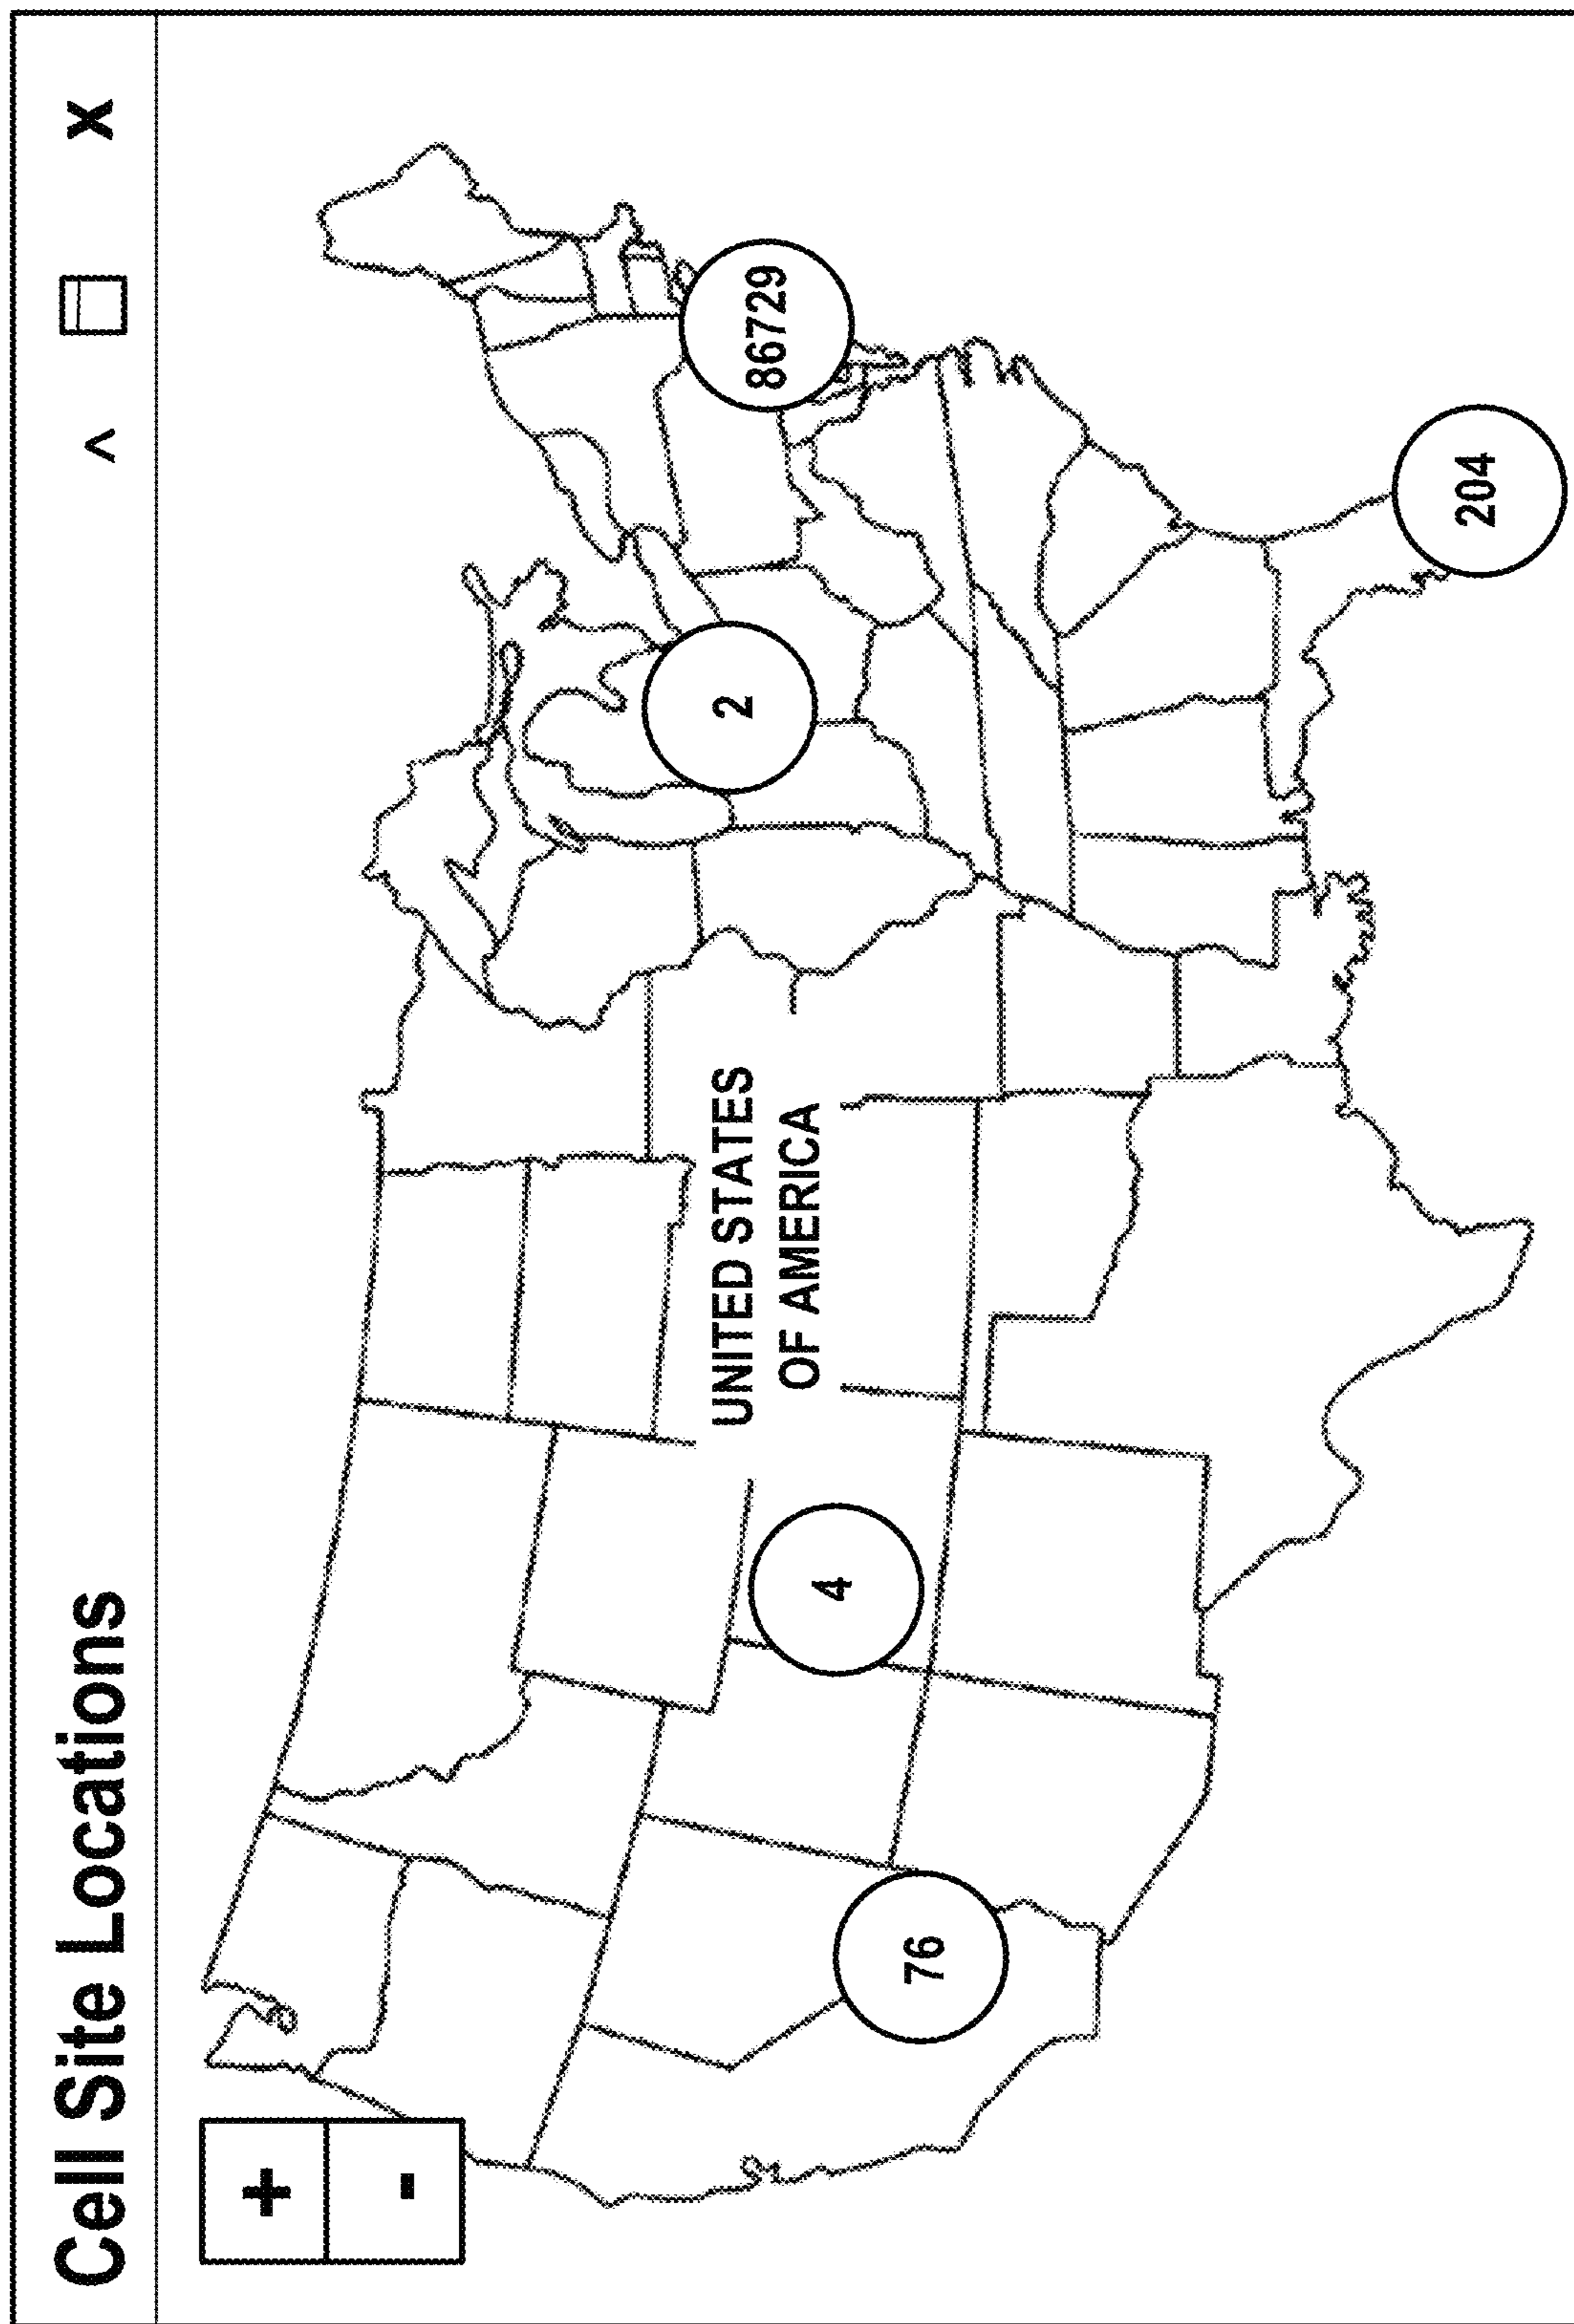 Cell Site Locations ^ X
+
-
UNITED STATES
OF AMERICA
2
86729
4
76
204